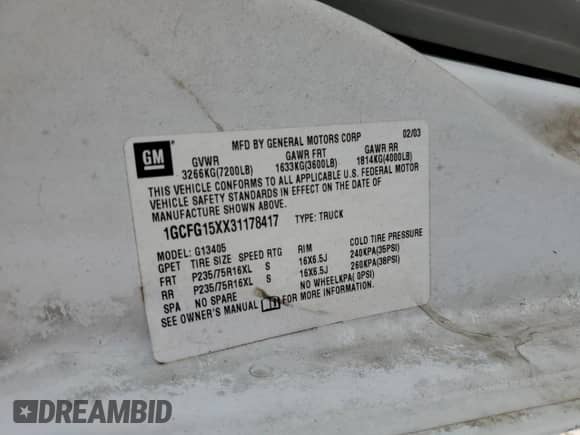 GM
MFD BY GENERAL MOTORS CORP 02/03
GVWR GAWR FRT GAWR RR
3266KG(7200LB) 1633KG(3600LB) 1814KG(4000LB)
THIS VEHICLE CONFORMS TO ALL APPLICABLE U.S. FEDERAL MOTOR
VEHICLE SAFETY STANDARDS IN EFFECT ON THE DATE OF
MANUFACTURE SHOWN ABOVE.
1GCFG15XX31178417 TYPE: TRUCK
MODEL: G13405
GPET TIRE SIZE SPEED RTG RIM COLD TIRE PRESSURE
FRT P235/75R16XL S 16X6.5J 240KPA(35PSI)
RR P235/75R16XL S 16X6.5J 260KPA(38PSI)
SPA NO SPARE NO WHEELKPA( 0PSI)
SEE OWNER'S MANUAL FOR MORE INFORMATION.
DREAMBID DREAMBID.COM